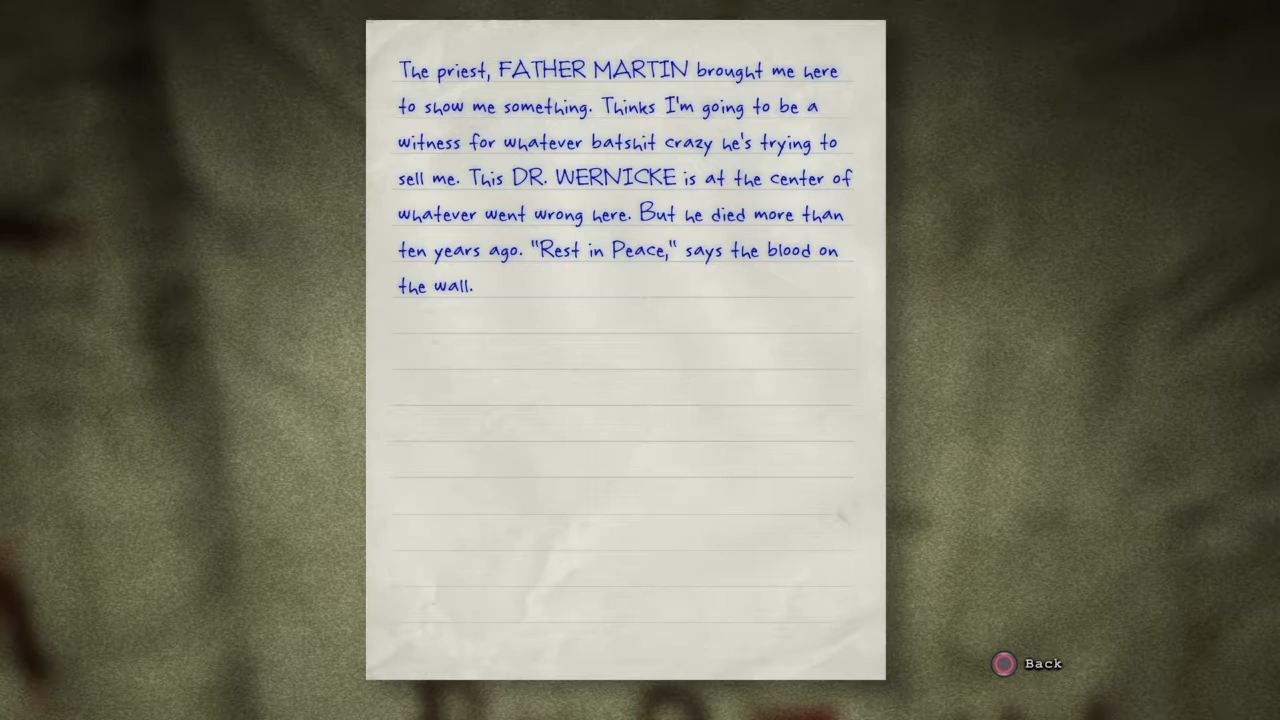 The priest, FATHER MARTIN brought me here
to show me something. Thinks I'm going to be a
witness for whatever batshit crazy he's trying to
sell me. This DR. WERNICKE is at the center of
whatever went wrong here. But he died more than
ten years ago. "Rest in Peace," says the blood on
the wall.
Back